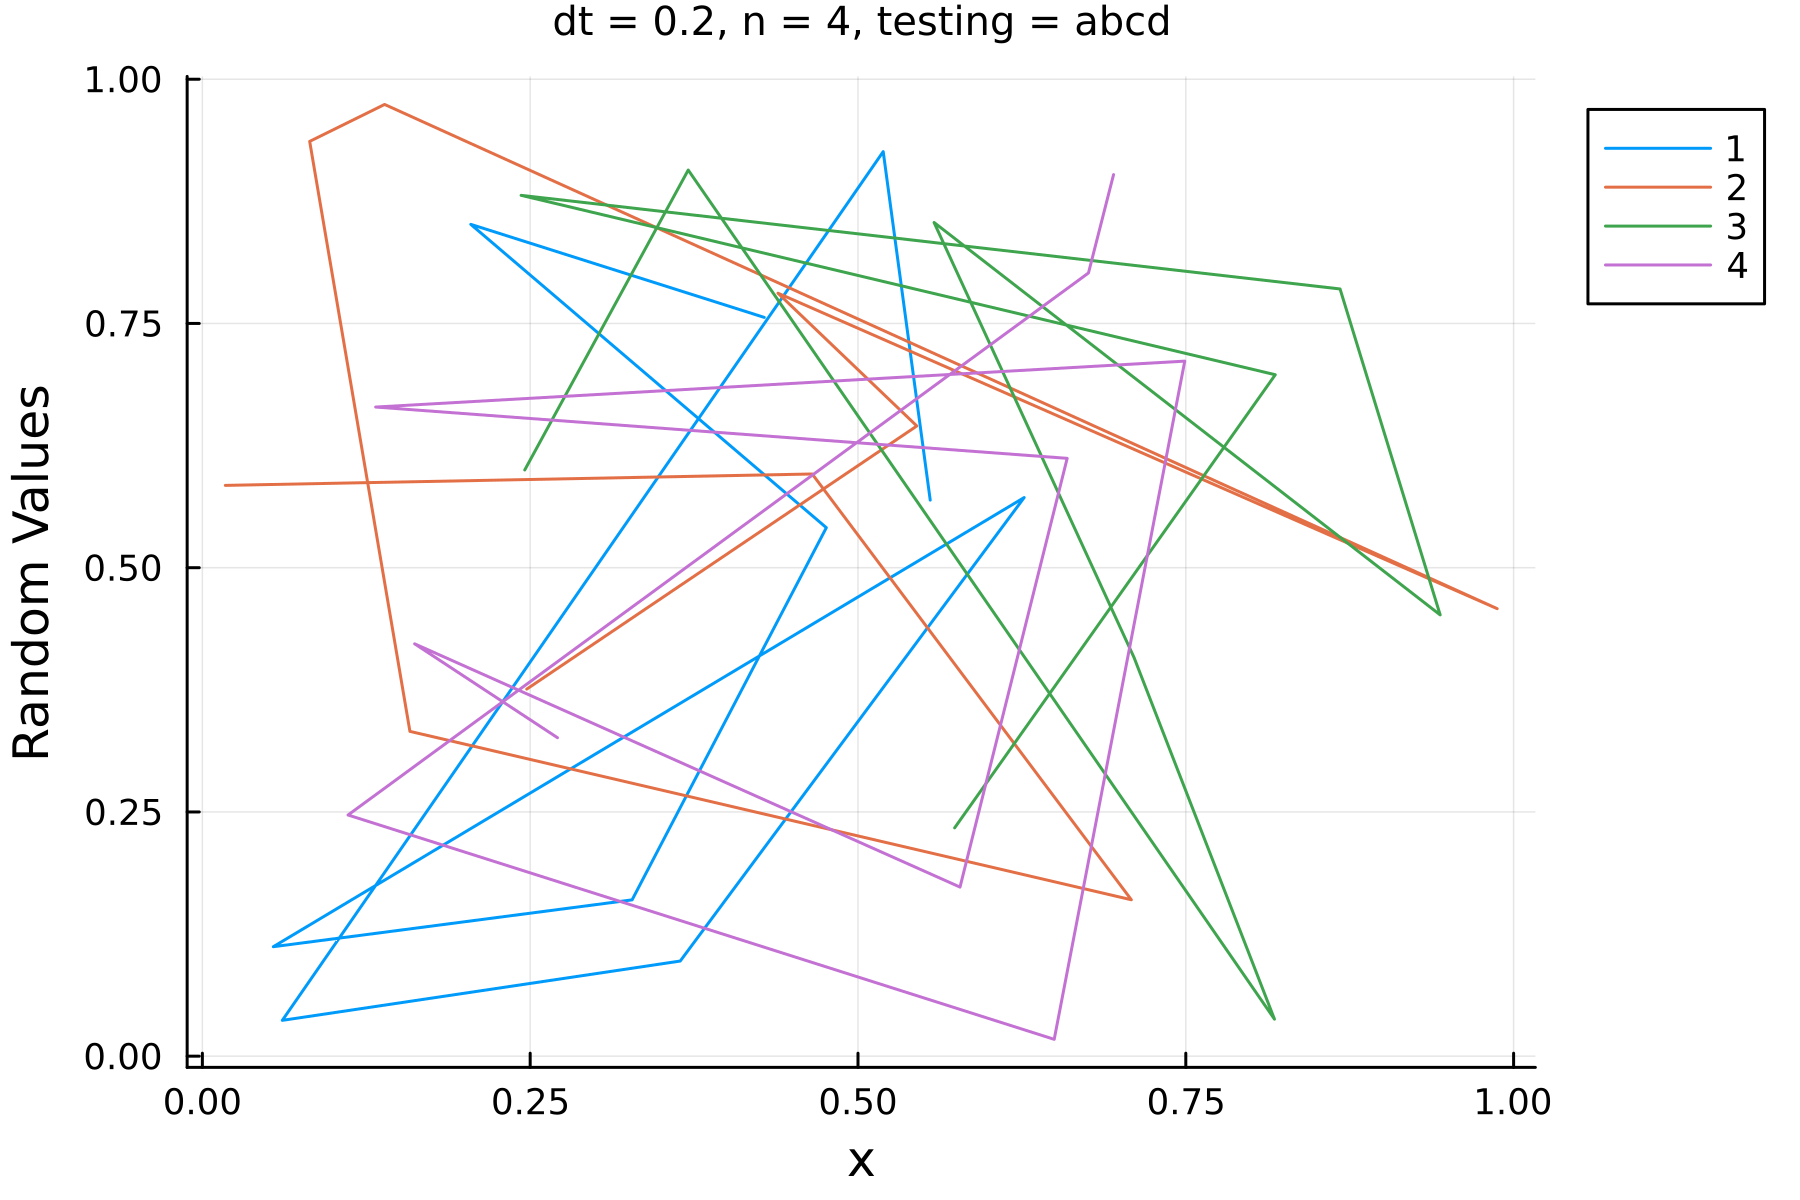 dt = 0.2, n = 4, testing = abcd
1.00
0.75
0.50
0.25
0.00
Random Values
0.00 0.25 0.50 0.75 1.00
x
1
2
3
4